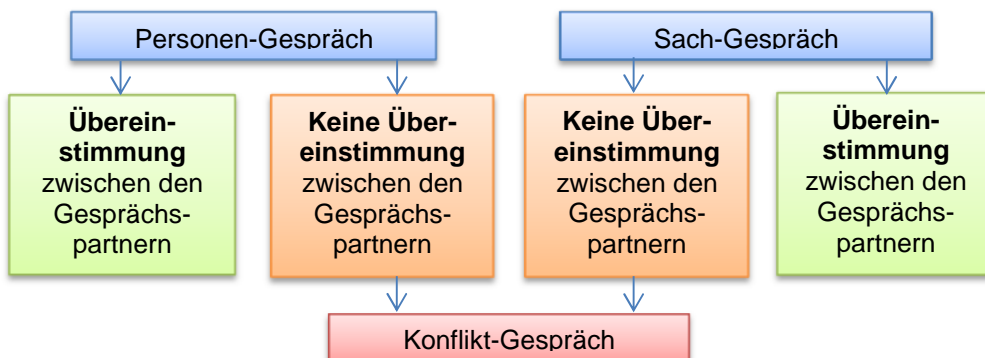 Personen-Gespräch
Sach-Gespräch
Überein-
stimmung
zwischen den
Gesprächs-
partnern
Keine Über-
einstimmung
zwischen den
Gesprächs-
partnern
Keine Über-
einstimmung
zwischen den
Gesprächs-
partnern
Überein-
stimmung
zwischen den
Gesprächs-
partnern
Konflikt-Gespräch